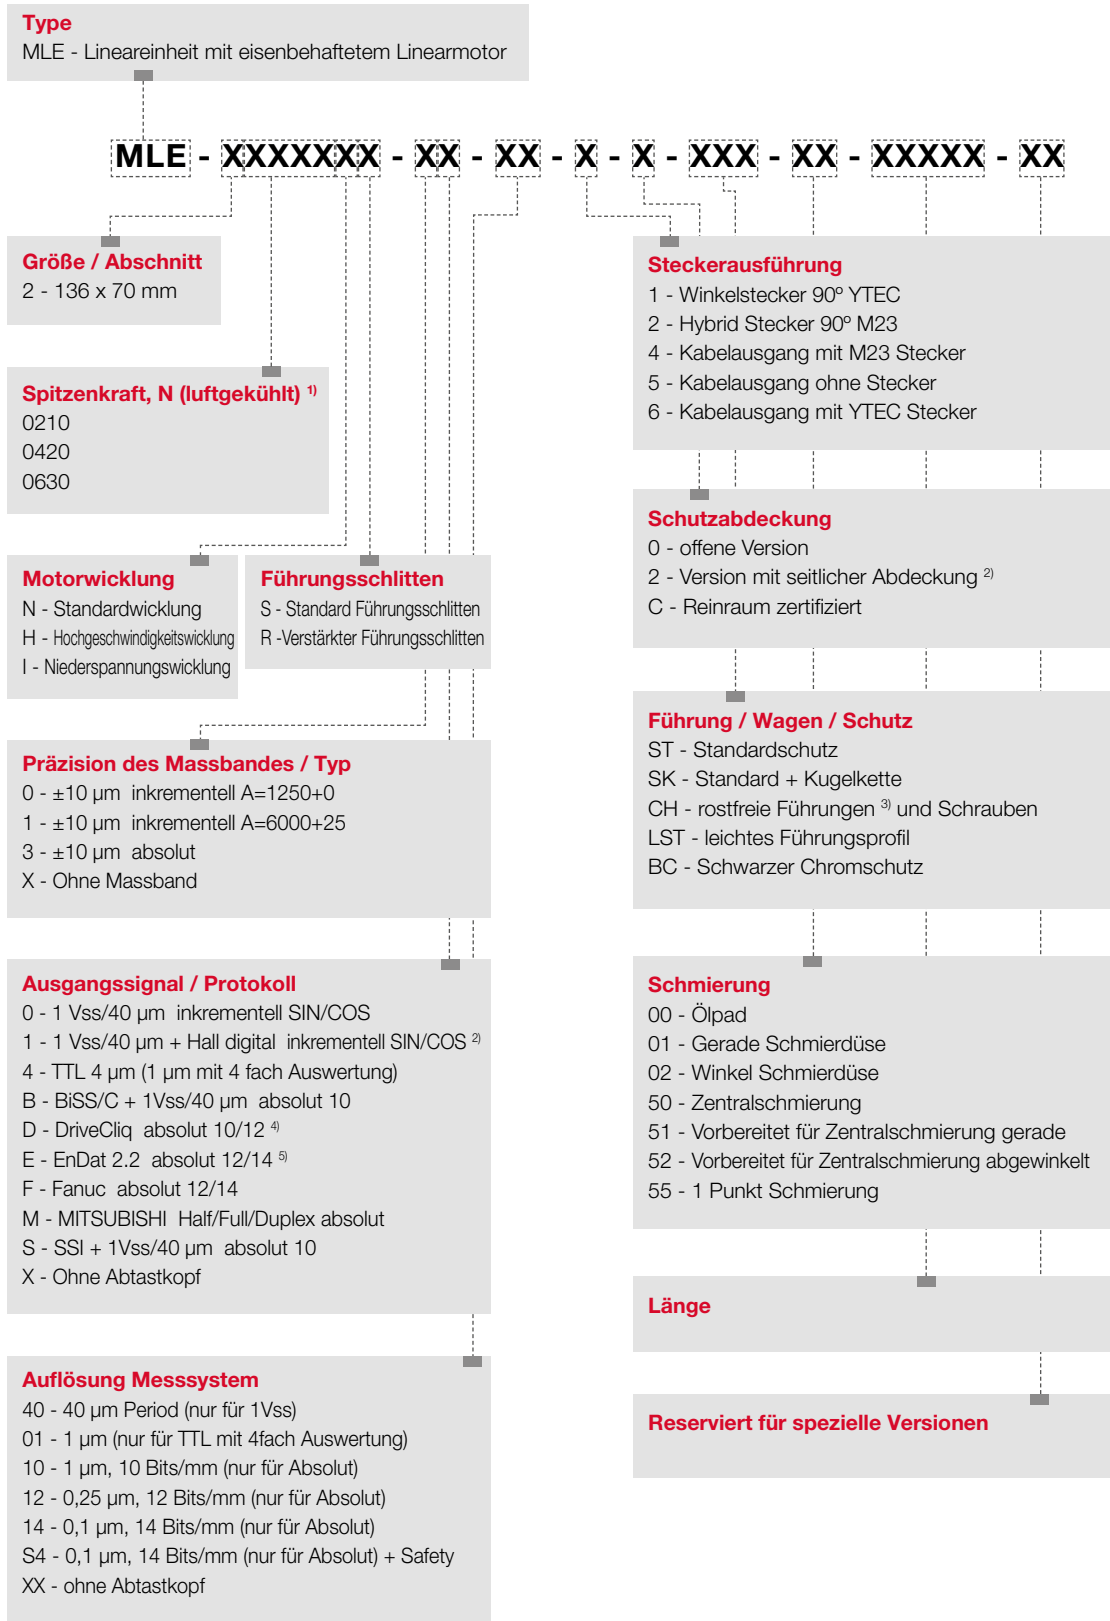 Type
MLE - Lineareinheit mit eisenbehaftetem Linearmotor
MLE - XXXXXXX - XX - XX - X - X - XXX - XX - XXXXX - XX
Größe / Abschnitt
2 - 136 x 70 mm
Spitzenkraft, N (luftgekühlt) 1)
0210
0420
0630
Motorwicklung
N - Standardwicklung
H - Hochgeschwindigkeitswicklung
I - Niederspannungswicklung
Führungsschlitten
S - Standard Führungsschlitten
R -Verstärkter Führungsschlitten
Präzision des Massbandes / Typ
0 - ±10 µm inkrementell A=1250+0
1 - ±10 µm inkrementell A=6000+25
3 - ±10 µm absolut
X - Ohne Massband
Ausgangssignal / Protokoll
0 - 1 Vss/40 µm inkrementell SIN/COS
1 - 1 Vss/40 µm + Hall digital inkrementell SIN/COS 2)
4 - TTL 4 µm (1 µm mit 4 fach Auswertung)
B - BiSS/C + 1Vss/40 µm absolut 10
D - DriveCliq absolut 10/12 4)
E - EnDat 2.2 absolut 12/14 5)
F - Fanuc absolut 12/14
M - MITSUBISHI Half/Full/Duplex absolut
S - SSI + 1Vss/40 µm absolut 10
X - Ohne Abtastkopf
Auflösung Messsystem
40 - 40 µm Period (nur für 1Vss)
01 - 1 µm (nur für TTL mit 4fach Auswertung)
10 - 1 µm, 10 Bits/mm (nur für Absolut)
12 - 0,25 µm, 12 Bits/mm (nur für Absolut)
14 - 0,1 µm, 14 Bits/mm (nur für Absolut)
S4 - 0,1 µm, 14 Bits/mm (nur für Absolut) + Safety
XX - ohne Abtastkopf
Steckerausführung
1 - Winkelstecker 90º YTEC
2 - Hybrid Stecker 90º M23
4 - Kabelausgang mit M23 Stecker
5 - Kabelausgang ohne Stecker
6 - Kabelausgang mit YTEC Stecker
Schutzabdeckung
0 - offene Version
2 - Version mit seitlicher Abdeckung 2)
C - Reinraum zertifiziert
Führung / Wagen / Schutz
ST - Standardschutz
SK - Standard + Kugelkette
CH - rostfreie Führungen 3) und Schrauben
LST - leichtes Führungsprofil
BC - Schwarzer Chromschutz
Schmierung
00 - Ölpad
01 - Gerade Schmierdüse
02 - Winkel Schmierdüse
50 - Zentralschmierung
51 - Vorbereitet für Zentralschmierung gerade
52 - Vorbereitet für Zentralschmierung abgewinkelt
55 - 1 Punkt Schmierung
Länge
Reserviert für spezielle Versionen